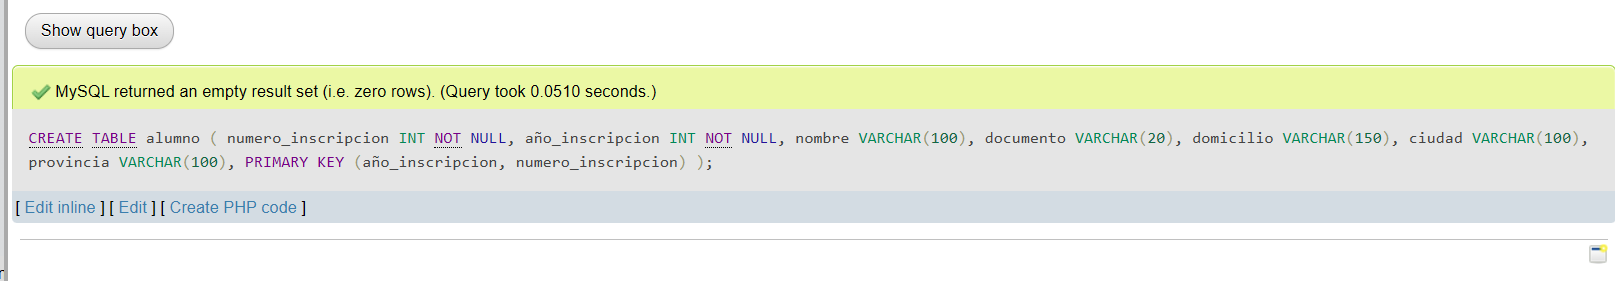 Show query box
MySQL returned an empty result set (i.e. zero rows). (Query took 0.0510 seconds.)
CREATE TABLE alumno ( numero_inscripcion INT NOT NULL, año_inscripcion INT NOT NULL, nombre VARCHAR(100), documento VARCHAR(20), domicilio VARCHAR(150), ciudad VARCHAR(100),
provincia VARCHAR(100), PRIMARY KEY (año_inscripcion, numero_inscripcion) );
[ Edit inline ] [ Edit ] [ Create PHP code ]